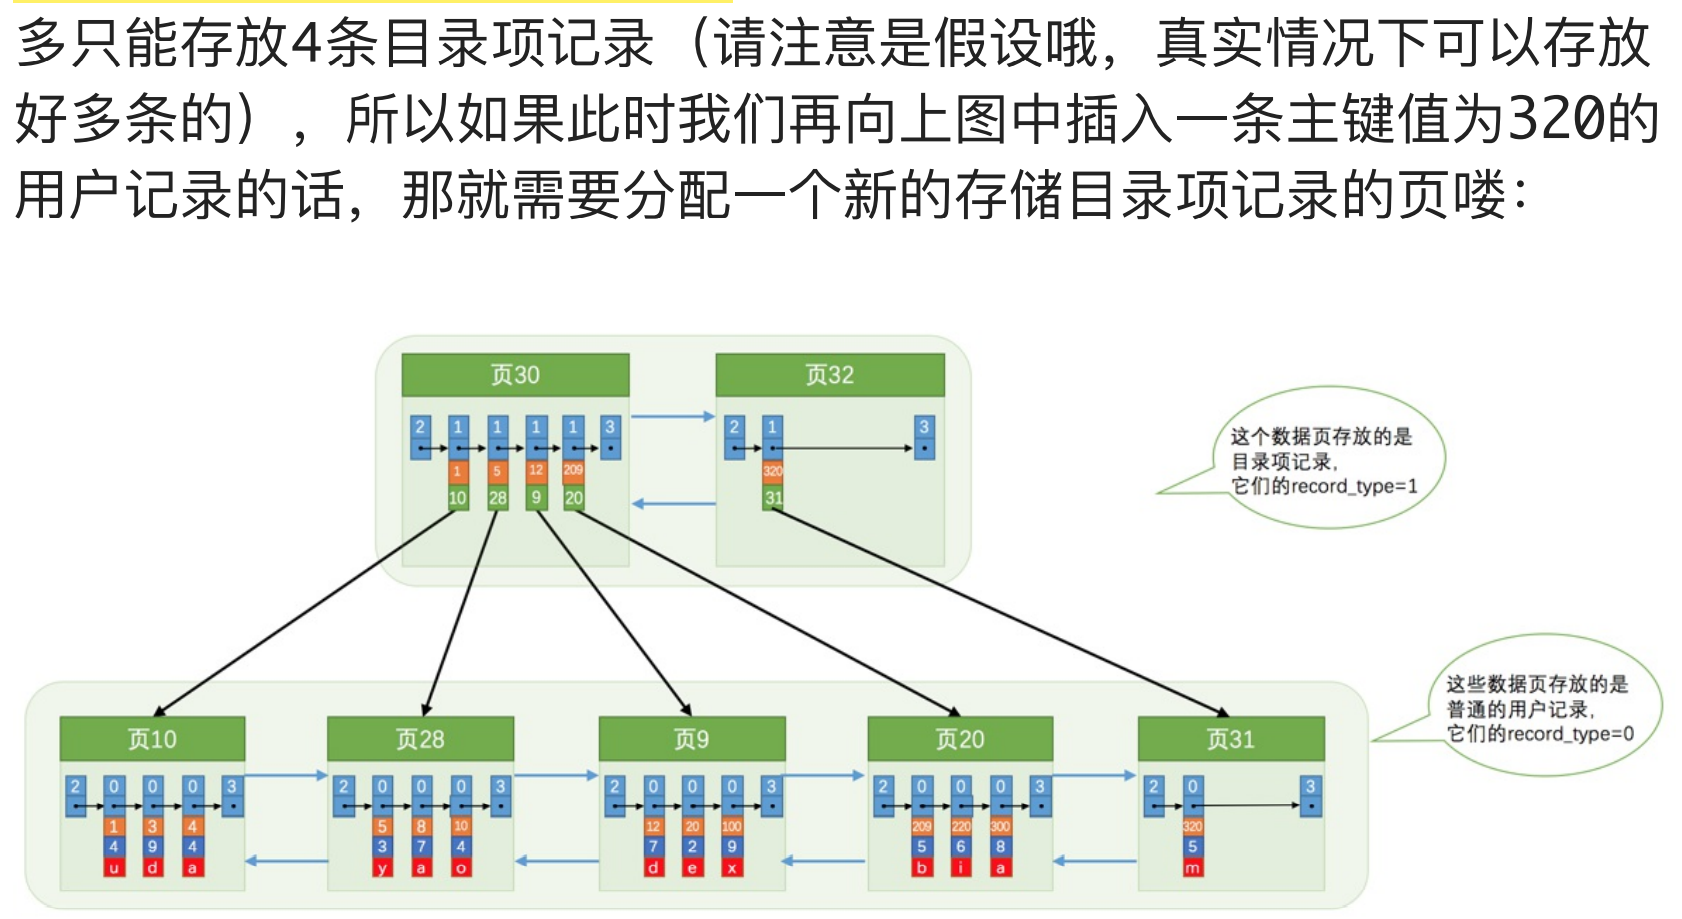 多只能存放4条目录项记录（请注意是假设哦，真实情况下可以存放
好多条的），所以如果此时我们再向上图中插入一条主键值为320的
用户记录的话，那就需要分配一个新的存储目录项记录的页喽：
页30
页32
2 1 1 1 1 3
2 1 3
1 5 12 209
320
10 28 9 20
31
这个数据页存放的是
目录项记录，
它们的record_type=1
这些数据页存放的是
普通的用户记录，
它们的record_type=0
页10
页28
页9
页20
页31
2 0 0 0 3
2 0 0 0 3
2 0 0 0 3
2 0 0 0 3
2 0 3
1 3 4
5 8 10
12 20 100
209 220 300
320
4 9 4
3 7 4
7 2 9
5 6 8
5
u d a
y a o
d e x
b i a
m